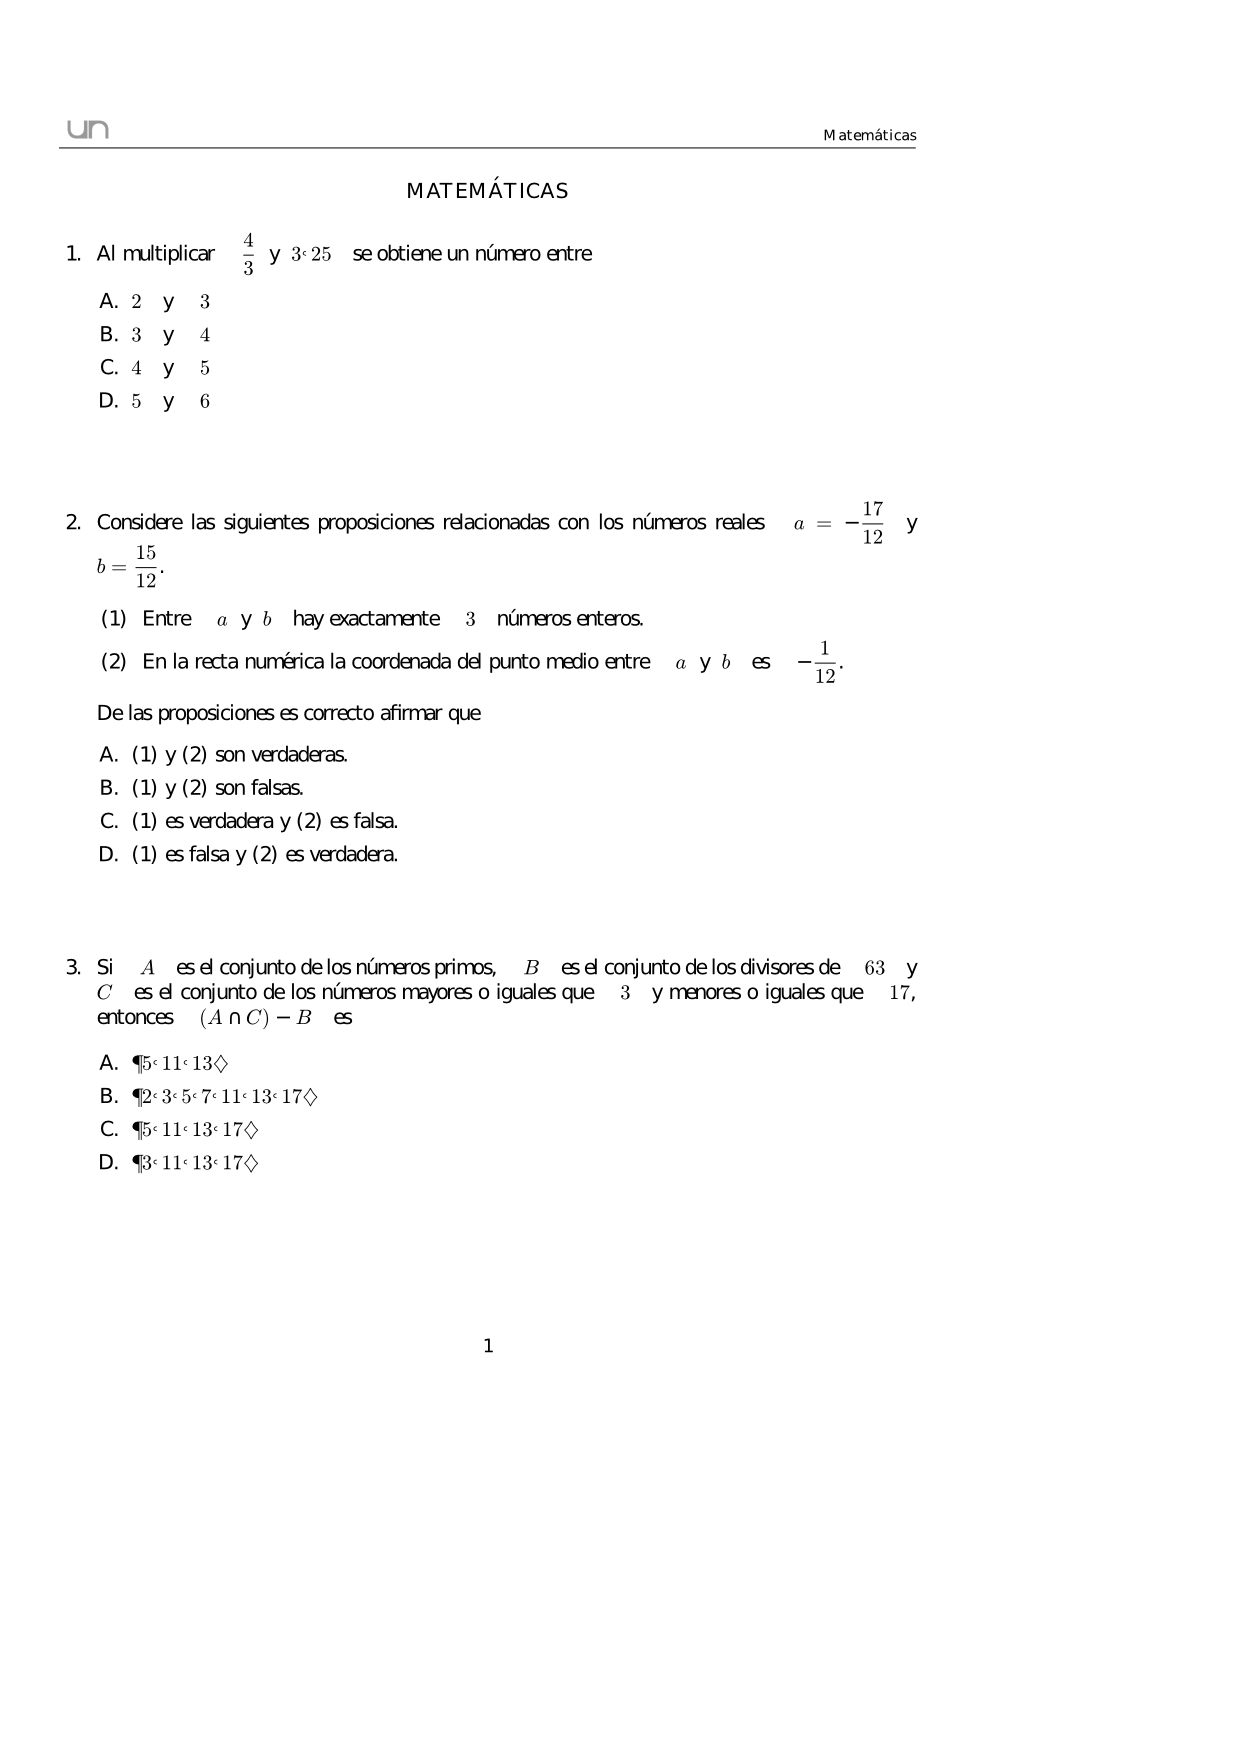 un
Matemáticas
MATEMÁTICAS
1. Al multiplicar 4/3 y 3˓25 se obtiene un número entre
A. 2 y 3
B. 3 y 4
C. 4 y 5
D. 5 y 6
2. Considere las siguientes proposiciones relacionadas con los números reales a = −17/12 y
b = 15/12.
(1) Entre a y b hay exactamente 3 números enteros.
(2) En la recta numérica la coordenada del punto medio entre a y b es −1/12.
De las proposiciones es correcto afirmar que
A. (1) y (2) son verdaderas.
B. (1) y (2) son falsas.
C. (1) es verdadera y (2) es falsa.
D. (1) es falsa y (2) es verdadera.
3. Si A es el conjunto de los números primos, B es el conjunto de los divisores de 63 y
C es el conjunto de los números mayores o iguales que 3 y menores o iguales que 17,
entonces (A ∩ C) − B es
A. ¶5˓11˓13♢
B. ¶2˓3˓5˓7˓11˓13˓17♢
C. ¶5˓11˓13˓17♢
D. ¶3˓11˓13˓17♢
1